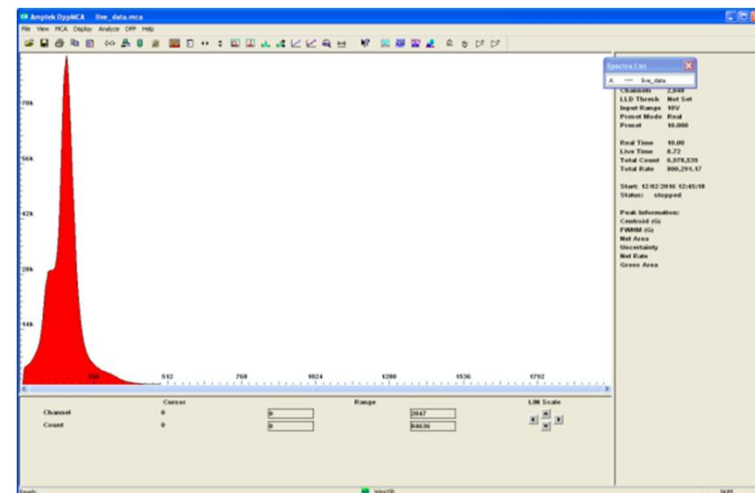 Amptek DppMCA live_data.mca
File View MCA Display Analyze DPP Help
Spectra List
A — live_data
Channels 2,048
LLD Thresh Not Set
Input Range 10V
Preset Mode Real
Preset 10.000
Real Time 10.00
Live Time 8.72
Total Count 6,978,539
Total Rate 800,291.17
Start: 12/02/2016 12:45:18
Status: stopped
Peak Information:
Centroid (G)
FWHM (G)
Net Area
Uncertainty
Net Rate
Gross Area
70k
56k
42k
28k
14k
256 512 768 1024 1280 1536 1792
Cursor Range LIN Scale
Channel 0 0 2047
Count 0 0 84636
Ready
MiniUSB
NUM